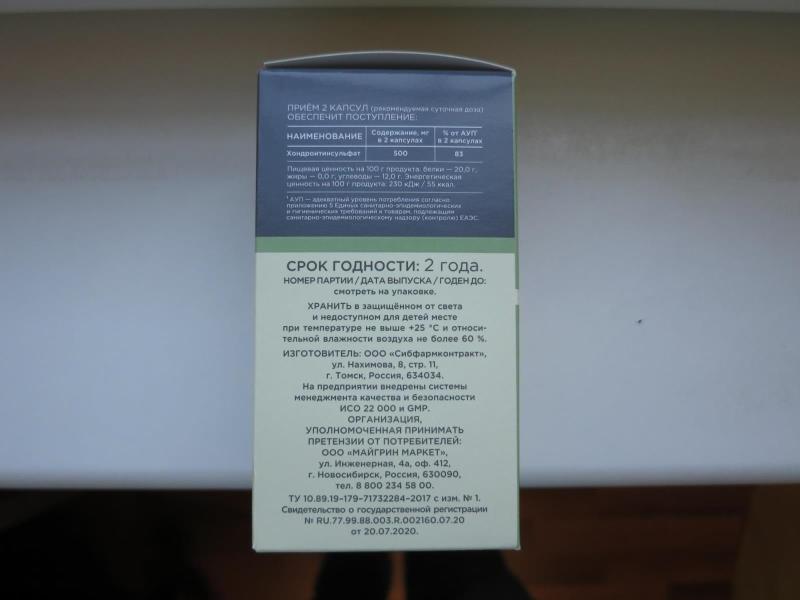 ПРИЁМ 2 КАПСУЛ (рекомендуемая суточная доза)
ОБЕСПЕЧИТ ПОСТУПЛЕНИЕ:
НАИМЕНОВАНИЕ Содержание, мг в 2 капсулах % от АУП¹ в 2 капсулах
Хондроитинсульфат 500 83
Пищевая ценность на 100 г продукта: белки — 20,0 г,
жиры — 0,0 г, углеводы — 12,0 г. Энергетическая
ценность на 100 г продукта: 230 кДж / 55 ккал.
¹ АУП — адекватный уровень потребления согласно
приложению 5 Единых санитарно-эпидемиологических
и гигиенических требований к товарам, подлежащим
санитарно-эпидемиологическому надзору (контролю) ЕАЭС.
СРОК ГОДНОСТИ: 2 года.
НОМЕР ПАРТИИ / ДАТА ВЫПУСКА / ГОДЕН ДО:
смотреть на упаковке.
ХРАНИТЬ в защищённом от света
и недоступном для детей месте
при температуре не выше +25 °С и относи-
тельной влажности воздуха не более 60 %.
ИЗГОТОВИТЕЛЬ: ООО «Сибфармконтракт»,
ул. Нахимова, 8, стр. 11,
г. Томск, Россия, 634034.
На предприятии внедрены системы
менеджмента качества и безопасности
ИСО 22 000 и GMP.
ОРГАНИЗАЦИЯ,
УПОЛНОМОЧЕННАЯ ПРИНИМАТЬ
ПРЕТЕНЗИИ ОТ ПОТРЕБИТЕЛЕЙ:
ООО «МАЙГРИН МАРКЕТ»,
ул. Инженерная, 4а, оф. 412,
г. Новосибирск, Россия, 630090,
тел. 8 800 234 58 00.
ТУ 10.89.19-179-71732284-2017 с изм. № 1.
Свидетельство о государственной регистрации
№ RU.77.99.88.003.R.002160.07.20
от 20.07.2020.